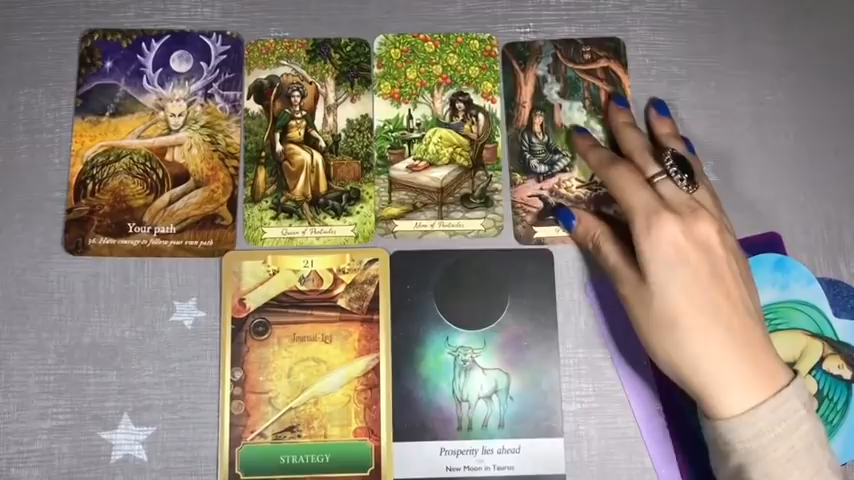 Your path
36. Have courage to follow your own path
Queen of Pentacles
Nine of Pentacles
21
Journal
STRATEGY
Prosperity lies ahead
New Moon in Taurus